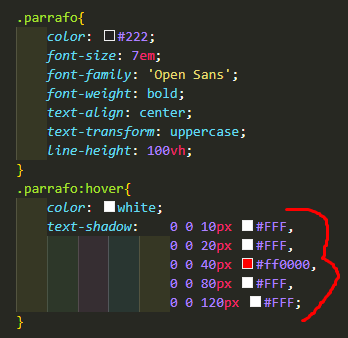 .parrafo{
color: #222;
font-size: 7em;
font-family: 'Open Sans';
font-weight: bold;
text-align: center;
text-transform: uppercase;
line-height: 100vh;
}
.parrafo:hover{
color: white;
text-shadow: 0 0 10px #FFF,
0 0 20px #FFF,
0 0 40px #ff0000,
0 0 80px #FFF,
0 0 120px #FFF;
}